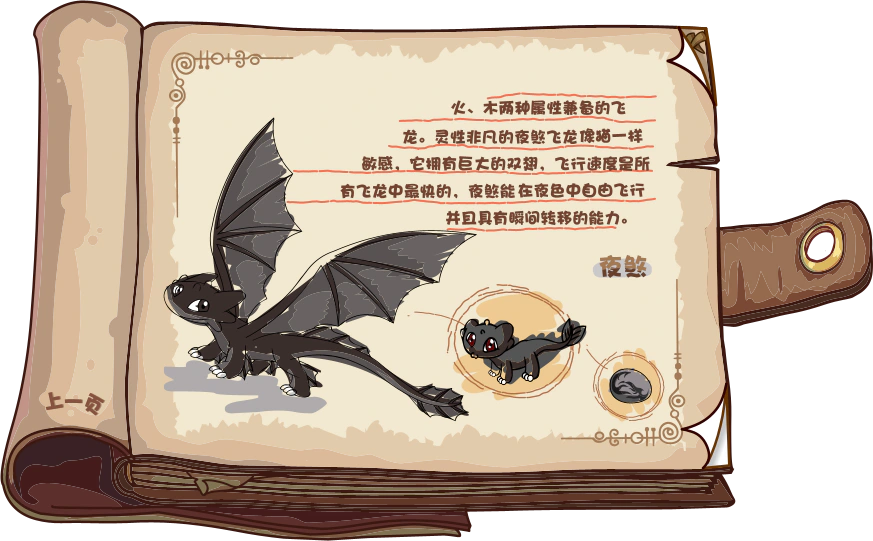 火、木两种属性兼备的飞
龙。灵性非凡的夜煞飞龙像猫一样
敏感，它拥有巨大的双翅，飞行速度是所
有飞龙中最快的，夜煞能在夜色中自由飞行
并且具有瞬间转移的能力。
夜煞
上一页